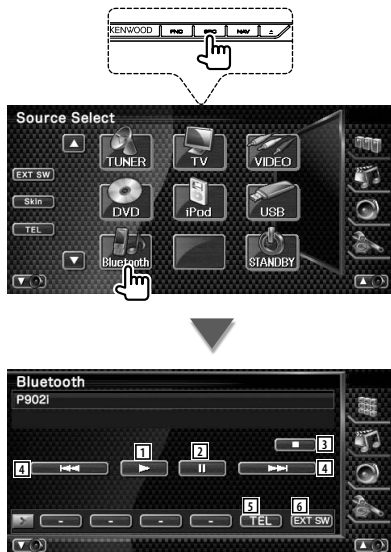 KENWOOD FNC SRC NAV
Source Select
TUNER TV VIDEO
EXT SW
Skin
DVD iPod USB
TEL
Bluetooth STANDBY
Bluetooth
P902i
1 2 3
4 4
5 6
TEL EXT SW